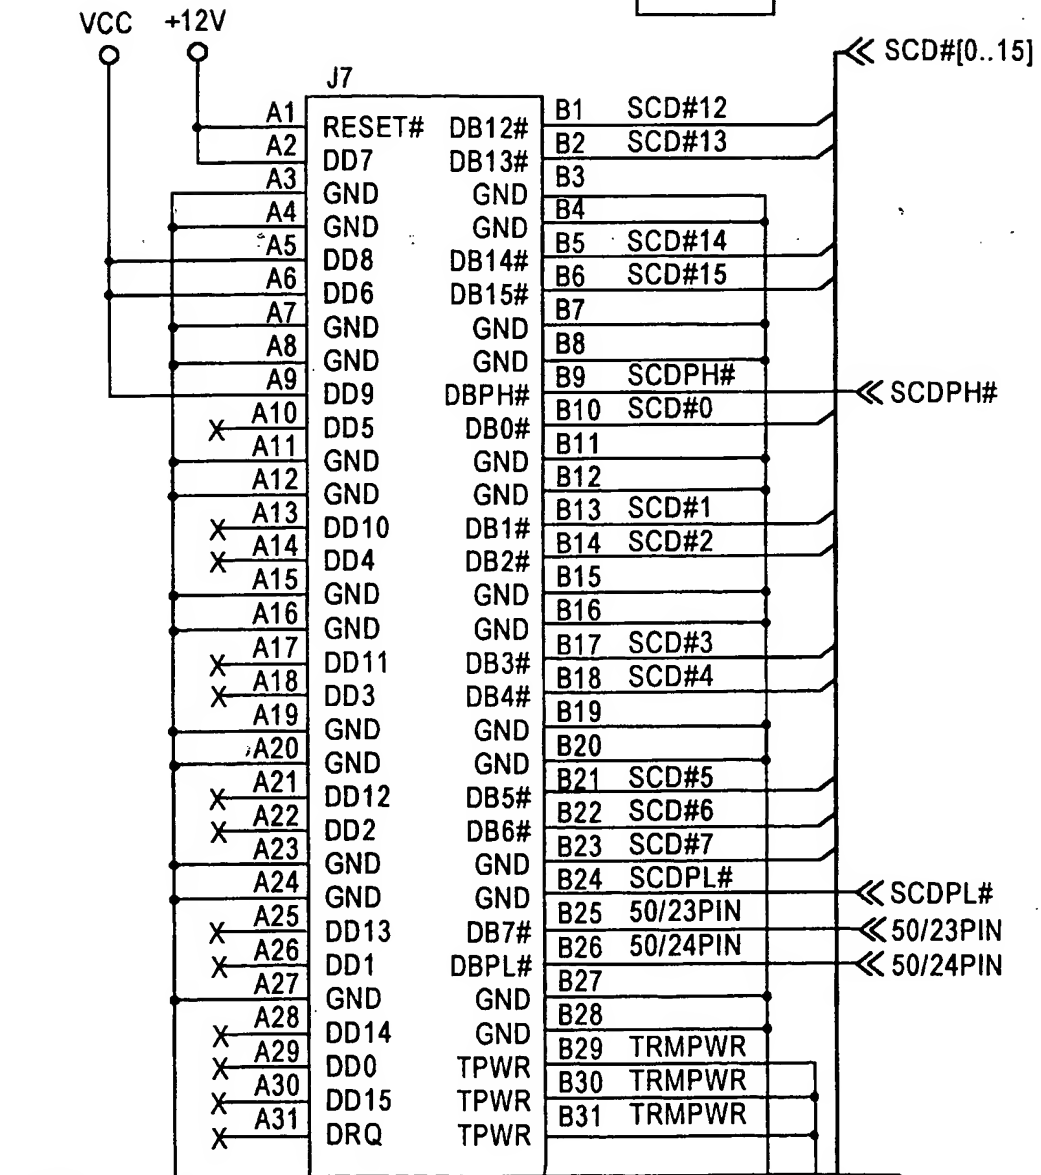 VCC +12V
SCD#[0..15]
J7
A1 RESET# DB12# B1 SCD#12
A2 DD7 DB13# B2 SCD#13
A3 GND GND B3
A4 GND GND B4
A5 DD8 DB14# B5 SCD#14
A6 DD6 DB15# B6 SCD#15
A7 GND GND B7
A8 GND GND B8
A9 DD9 DBPH# B9 SCDPH# SCDPH#
A10 DD5 DB0# B10 SCD#0
A11 GND GND B11
A12 GND GND B12
A13 DD10 DB1# B13 SCD#1
A14 DD4 DB2# B14 SCD#2
A15 GND GND B15
A16 GND GND B16
A17 DD11 DB3# B17 SCD#3
A18 DD3 DB4# B18 SCD#4
A19 GND GND B19
A20 GND GND B20
A21 DD12 DB5# B21 SCD#5
A22 DD2 DB6# B22 SCD#6
A23 GND GND B23 SCD#7
A24 GND GND B24 SCDPL# SCDPL#
A25 DD13 DB7# B25 50/23PIN 50/23PIN
A26 DD1 DBPL# B26 50/24PIN 50/24PIN
A27 GND GND B27
A28 DD14 GND B28
A29 DD0 TPWR B29 TRMPWR
A30 DD15 TPWR B30 TRMPWR
A31 DRQ TPWR B31 TRMPWR